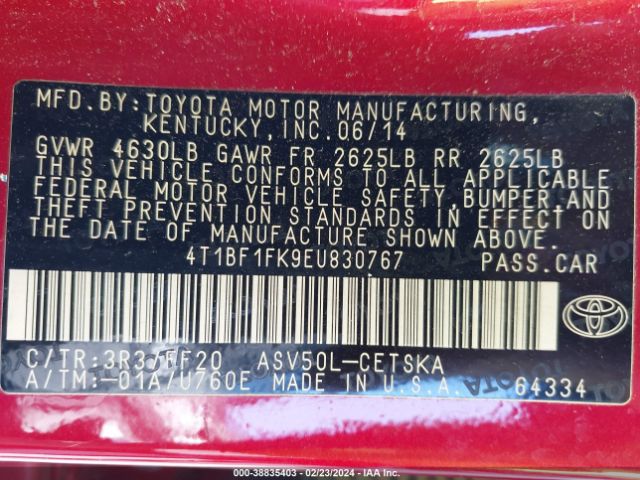 MFD.BY:TOYOTA MOTOR MANUFACTURING,
KENTUCKY,INC.06/14
GVWR 4630LB GAWR FR 2625LB RR 2625LB
THIS VEHICLE CONFORMS TO ALL APPLICABLE
FEDERAL MOTOR VEHICLE SAFETY,BUMPER,AND
THEFT PREVENTION STANDARDS IN EFFECT ON
THE DATE OF MANUFACTURE SHOWN ABOVE.
4T1BF1FK9EU830767 PASS.CAR
C/TR:3R3/FF20 ASV50L-CETSKA
A/TM:-01A/U760E MADE IN U.S.A. 64334
000-38835403 - 02/23/2024 - IAA Inc.